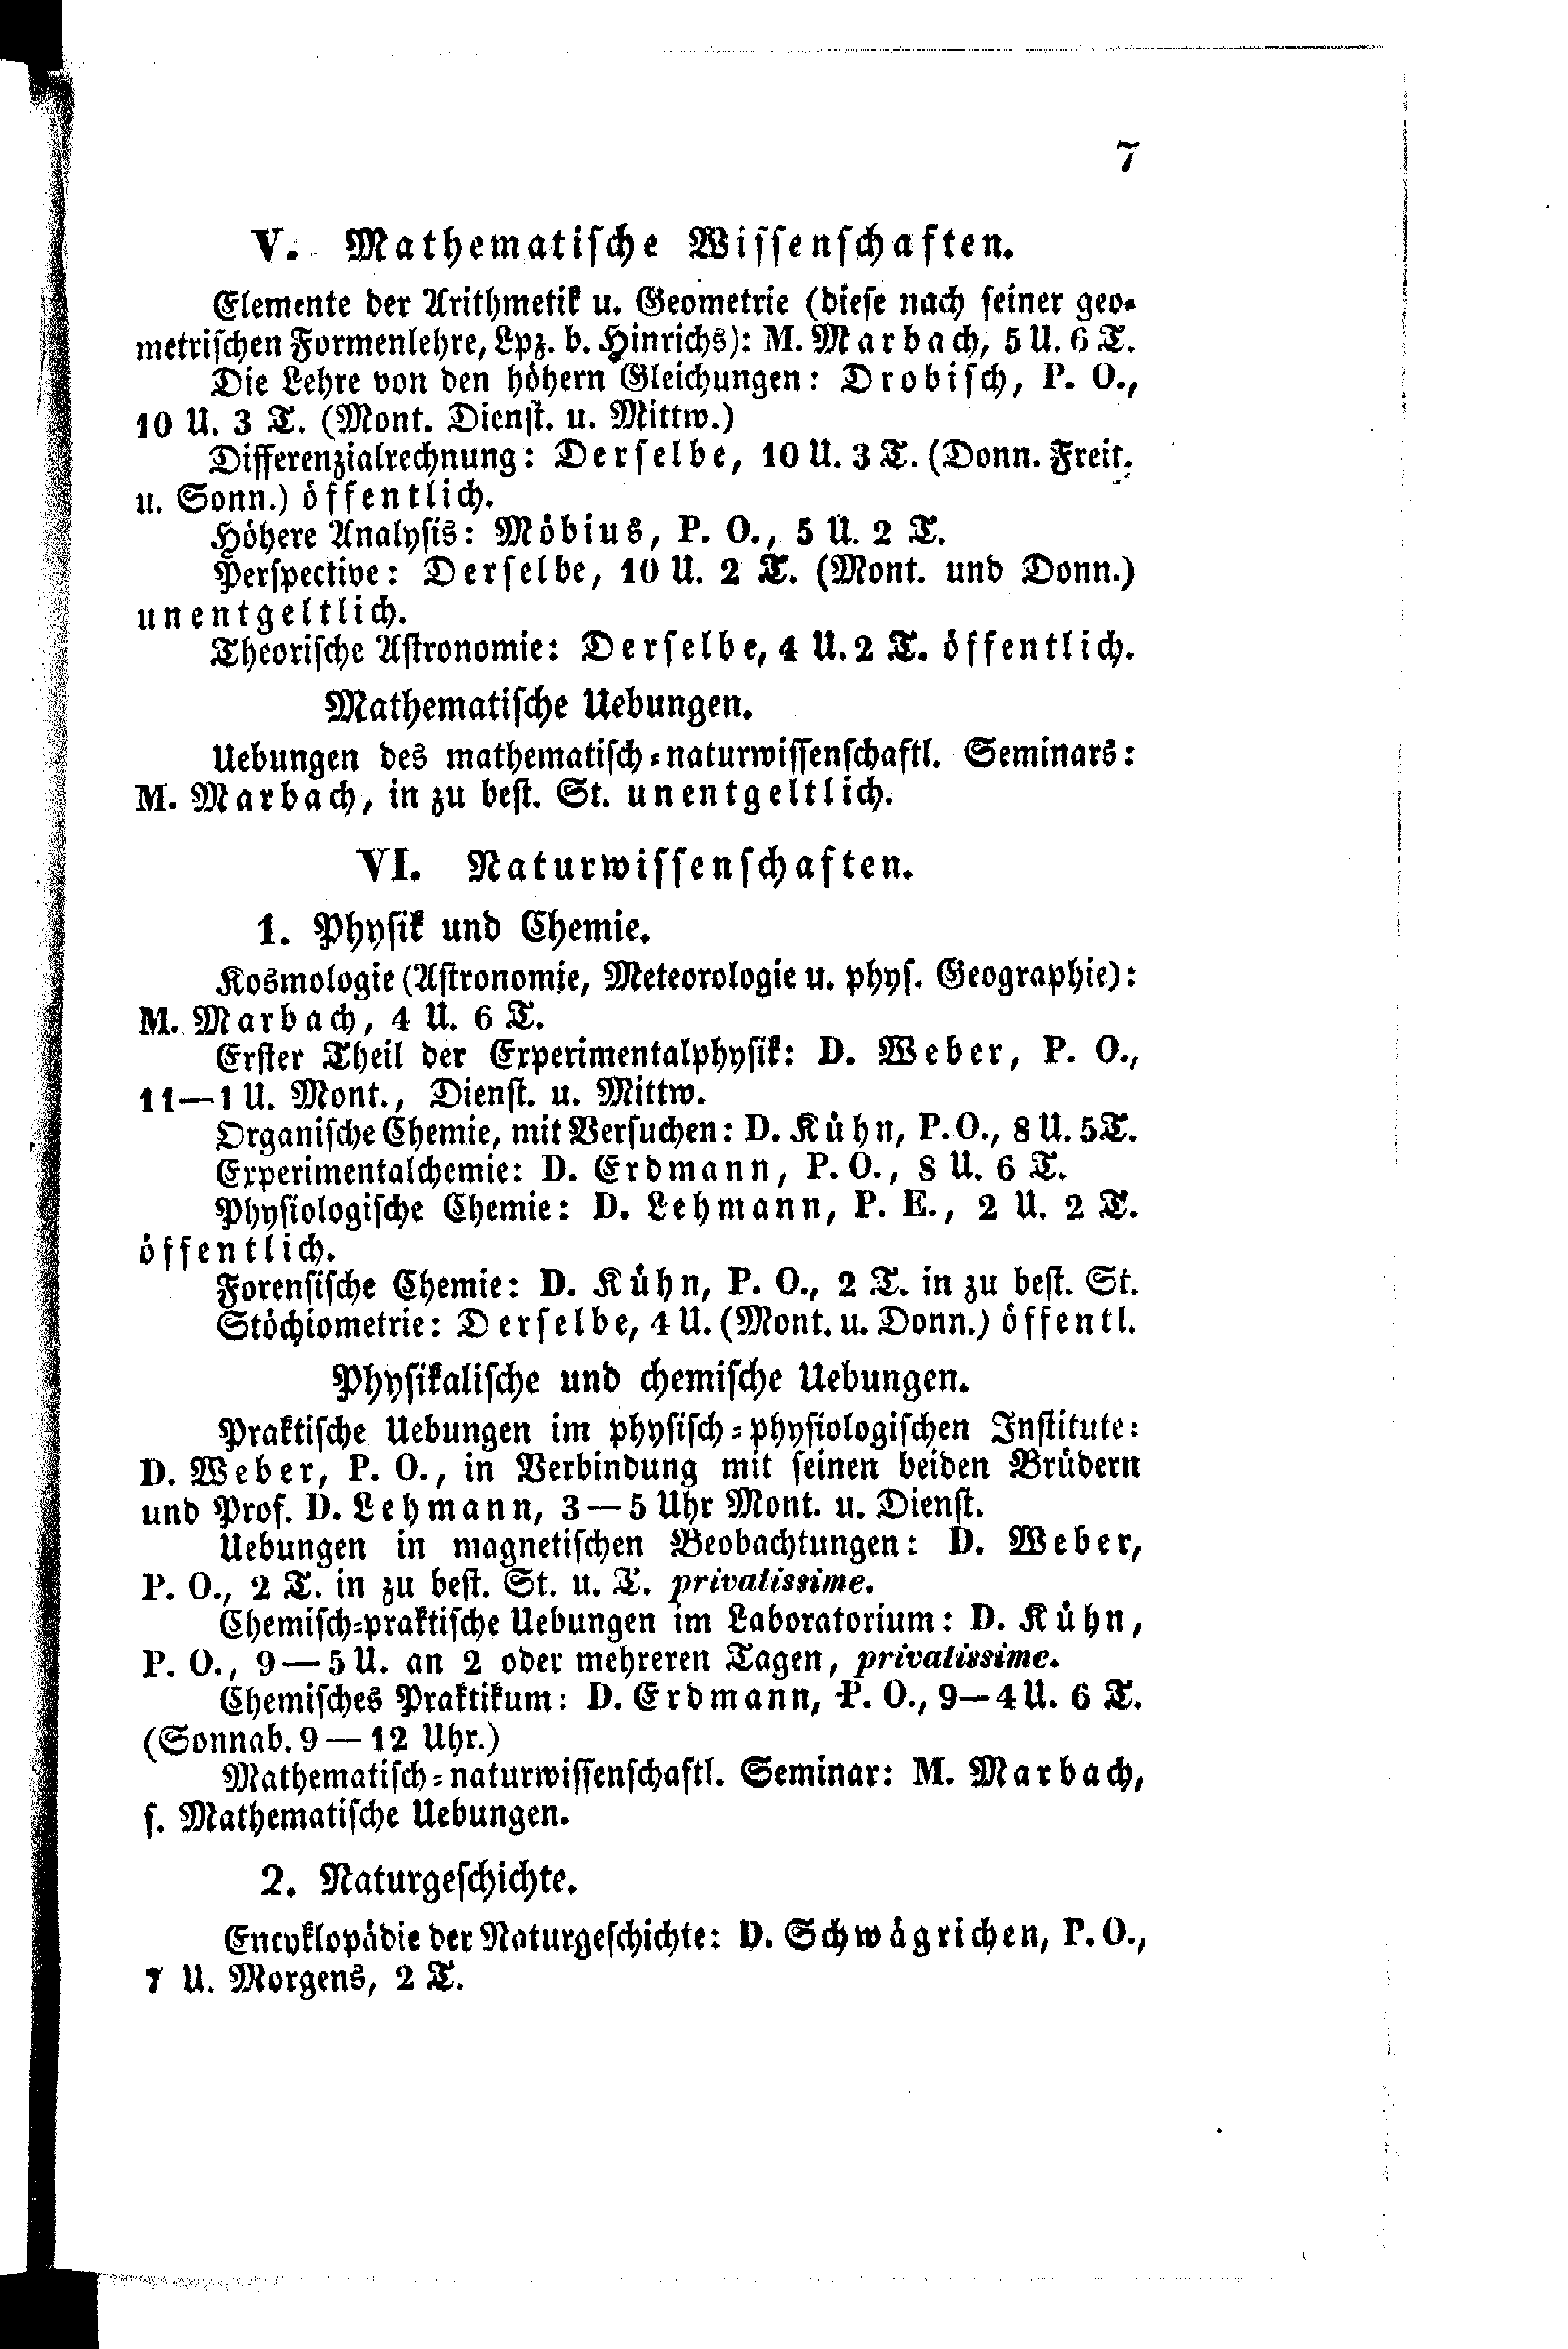 7
V. Mathematische Wissenschaften.
Elemente der Arithmetik u. Geometrie (diese nach seiner geo-
metrischen Formenlehre, Lpz. b. Hinrichs): M. Marbach, 5 U. 6 T.
Die Lehre von den höhern Gleichungen: Drobisch, P. O.,
10 U. 3 T. (Mont. Dienst. u. Mittw.)
Differenzialrechnung: Derselbe, 10 U. 3 T. (Donn. Freit.
u. Sonn.) öffentlich.
Höhere Analysis: Möbius, P. O., 5 U. 2 T.
Perspective: Derselbe, 10 U. 2 T. (Mont. und Donn.)
unentgeltlich.
Theorische Astronomie: Derselbe, 4 U. 2 T. öffentlich.
Mathematische Uebungen.
Uebungen des mathematisch-naturwissenschaftl. Seminars:
M. Marbach, in zu best. St. unentgeltlich.
VI. Naturwissenschaften.
1. Physik und Chemie.
Kosmologie (Astronomie, Meteorologie u. phys. Geographie):
M. Marbach, 4 U. 6 T.
Erster Theil der Experimentalphysik: D. Weber, P. O.,
11—1 U. Mont., Dienst. u. Mittw.
Organische Chemie, mit Versuchen: D. Kühn, P. O., 8 U. 5 T.
Experimentalchemie: D. Erdmann, P. O., 8 U. 6 T.
Physiologische Chemie: D. Lehmann, P. E., 2 U. 2 T.
öffentlich.
Forensische Chemie: D. Kühn, P. O., 2 T. in zu best. St.
Stöchiometrie: Derselbe, 4 U. (Mont. u. Donn.) öffentl.
Physikalische und chemische Uebungen.
Praktische Uebungen im physisch-physiologischen Institute:
D. Weber, P. O., in Verbindung mit seinen beiden Brüdern
und Prof. D. Lehmann, 3—5 Uhr Mont. u. Dienst.
Uebungen in magnetischen Beobachtungen: D. Weber,
P. O., 2 T. in zu best. St. u. T. privatissime.
Chemisch-praktische Uebungen im Laboratorium: D. Kühn,
P. O., 9—5 U. an 2 oder mehreren Tagen, privatissime.
Chemisches Praktikum: D. Erdmann, P. O., 9—4 U. 6 T.
(Sonnab. 9—12 Uhr.)
Mathematisch-naturwissenschaftl. Seminar: M. Marbach,
s. Mathematische Uebungen.
2. Naturgeschichte.
Encyklopädie der Naturgeschichte: D. Schwägrichen, P. O.,
7 U. Morgens, 2 T.